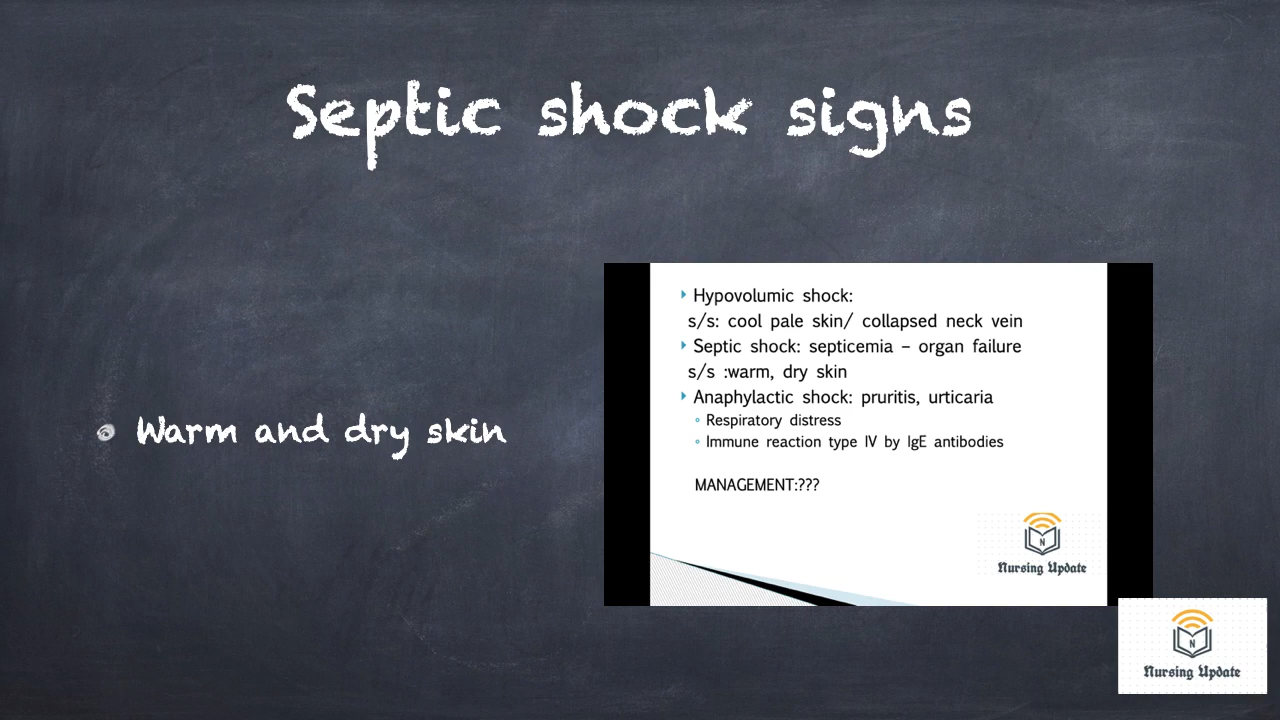 Septic shock signs
Warm and dry skin
Hypovolumic shock:
s/s: cool pale skin/ collapsed neck vein
Septic shock: septicemia – organ failure
s/s :warm, dry skin
Anaphylactic shock: pruritis, urticaria
Respiratory distress
Immune reaction type IV by IgE antibodies
MANAGEMENT:???
N
Nursing Update
N
Nursing Update